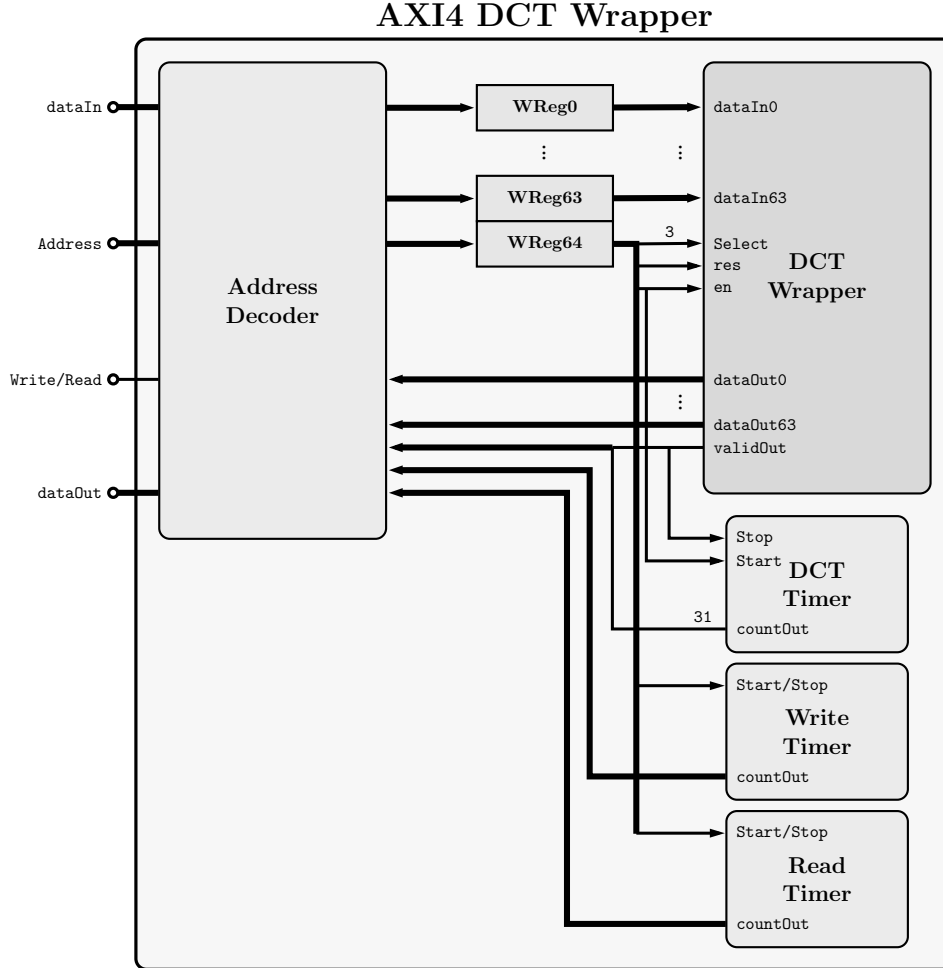 AXI4 DCT Wrapper
dataIn
Address
Write/Read
dataOut
Address
Decoder
WReg0
⋮
WReg63
WReg64
⋮
3
dataIn0
dataIn63
Select
res
en
DCT
Wrapper
dataOut0
⋮
dataOut63
validOut
Stop
Start
DCT
Timer
31
countOut
Start/Stop
Write
Timer
countOut
Start/Stop
Read
Timer
countOut